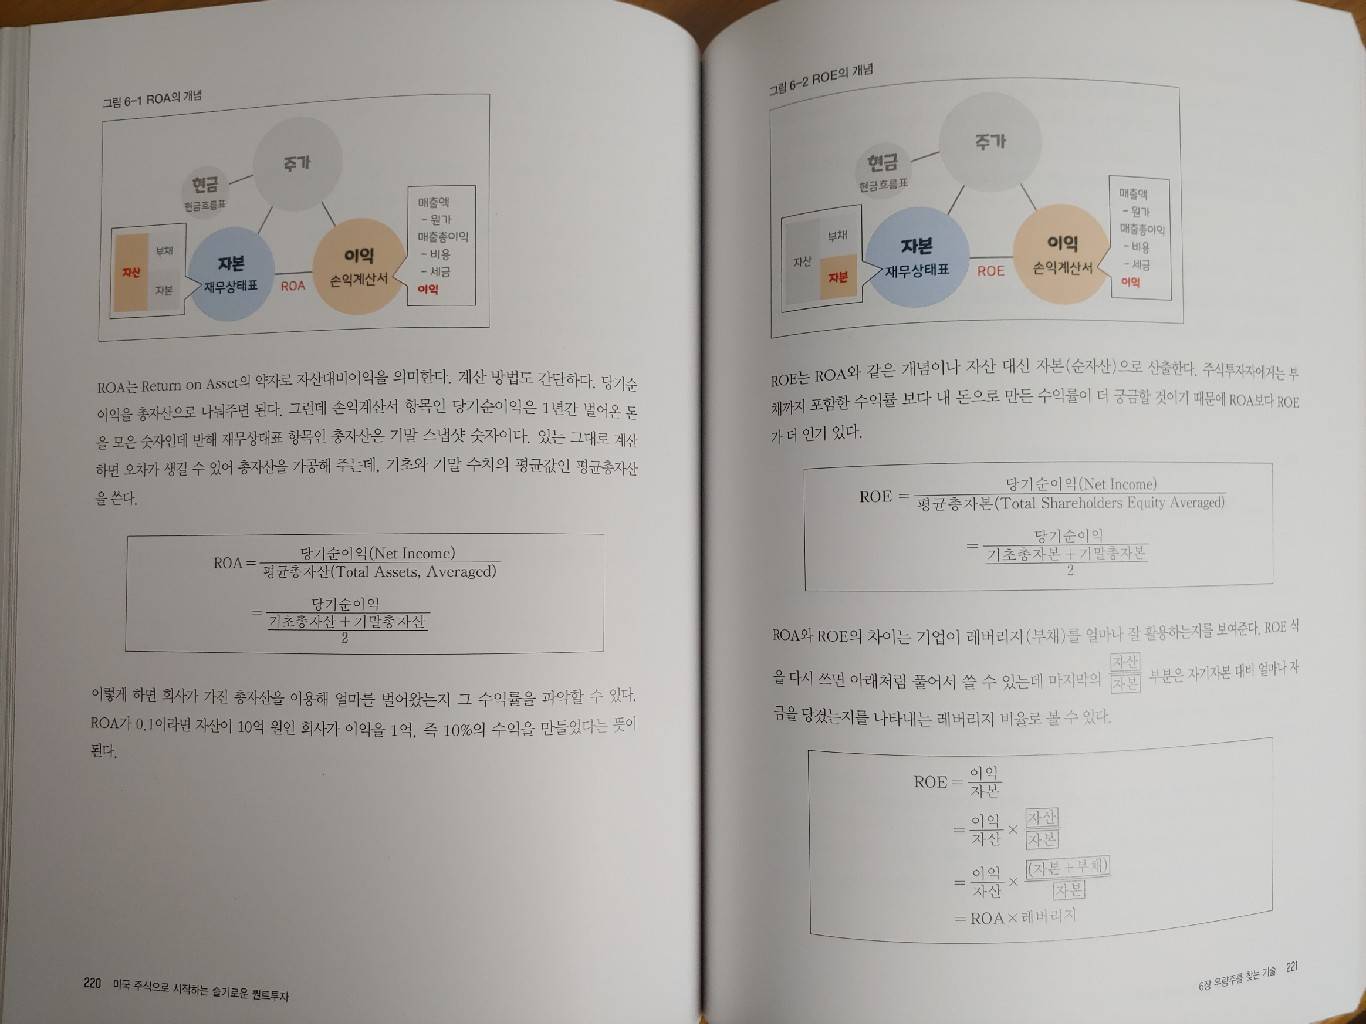 그림 6-1 ROA의 개념
주가
현금
현금흐름표
자산
부채
자본
자본
재무상태표
ROA
이익
손익계산서
매출액
- 원가
매출총이익
- 비용
- 세금
이익
ROA는 Return on Asset의 약자로 자산대비이익을 의미한다. 계산 방법도 간단하다. 당기순
이익을 총자산으로 나눠주면 된다. 그런데 손익계산서 항목인 당기순이익은 1년간 벌어온 돈
을 모은 숫자인데 반해 재무상태표 항목인 총자산은 기말 스냅샷 숫자이다. 있는 그대로 계산
하면 오차가 생길 수 있어 총자산을 가공해 주는데, 기초와 기말 수치의 평균값인 평균총자산
을 쓴다.
ROA = 당기순이익(Net Income)
평균총자산(Total Assets, Averaged)
= 당기순이익
기초총자산 + 기말총자산
2
이렇게 하면 회사가 가진 총자산을 이용해 얼마를 벌어왔는지 그 수익률을 파악할 수 있다.
ROA가 0.1이라면 자산이 10억 원인 회사가 이익을 1억, 즉 10%의 수익을 만들었다는 뜻이
된다.
220 미국 주식으로 시작하는 슬기로운 퀀트투자
그림 6-2 ROE의 개념
주가
현금
현금흐름표
자산
부채
자본
자본
재무상태표
ROE
이익
손익계산서
매출액
- 원가
매출총이익
- 비용
- 세금
이익
ROE는 ROA와 같은 개념이나 자산 대신 자본(순자산)으로 산출한다. 주식투자자에게는 부
채까지 포함한 수익률 보다 내 돈으로 만든 수익률이 더 궁금할 것이기 때문에 ROA보다 ROE
가 더 인기 있다.
ROE = 당기순이익(Net Income)
평균총자본(Total Shareholders Equity Averaged)
= 당기순이익
기초총자본 + 기말총자본
2
ROA와 ROE의 차이는 기업이 레버리지(부채)를 얼마나 잘 활용하는지를 보여준다. ROE 식
을 다시 쓰면 아래처럼 풀어서 쓸 수 있는데 마지막의 자산/자본 부분은 자기자본 대비 얼마나 자
금을 당겼는지를 나타내는 레버리지 비율로 볼 수 있다.
ROE = 이익/자본
= 이익/자산 × 자산/자본
= 이익/자산 × (자본+부채)/자본
= ROA × 레버리지
6장 우량주를 찾는 기술 221